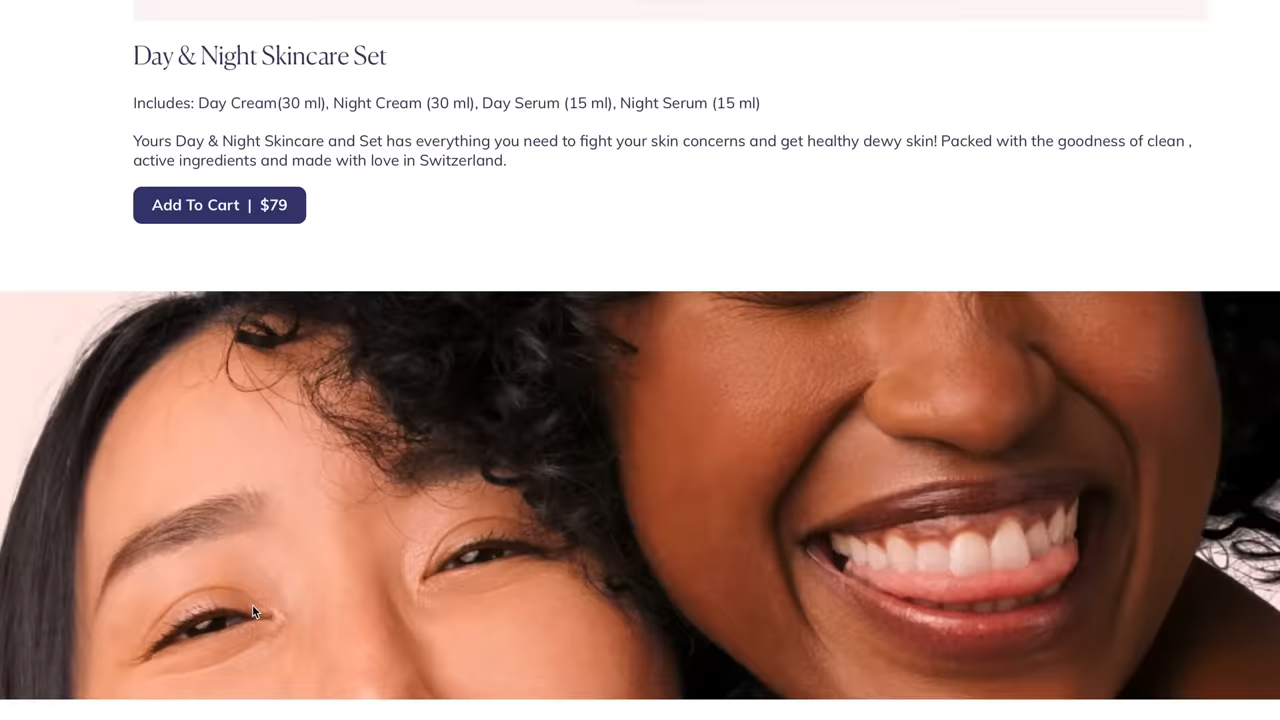 Day & Night Skincare Set
Includes: Day Cream(30 ml), Night Cream (30 ml), Day Serum (15 ml), Night Serum (15 ml)
Yours Day & Night Skincare and Set has everything you need to fight your skin concerns and get healthy dewy skin! Packed with the goodness of clean ,
active ingredients and made with love in Switzerland.
Add To Cart | $79